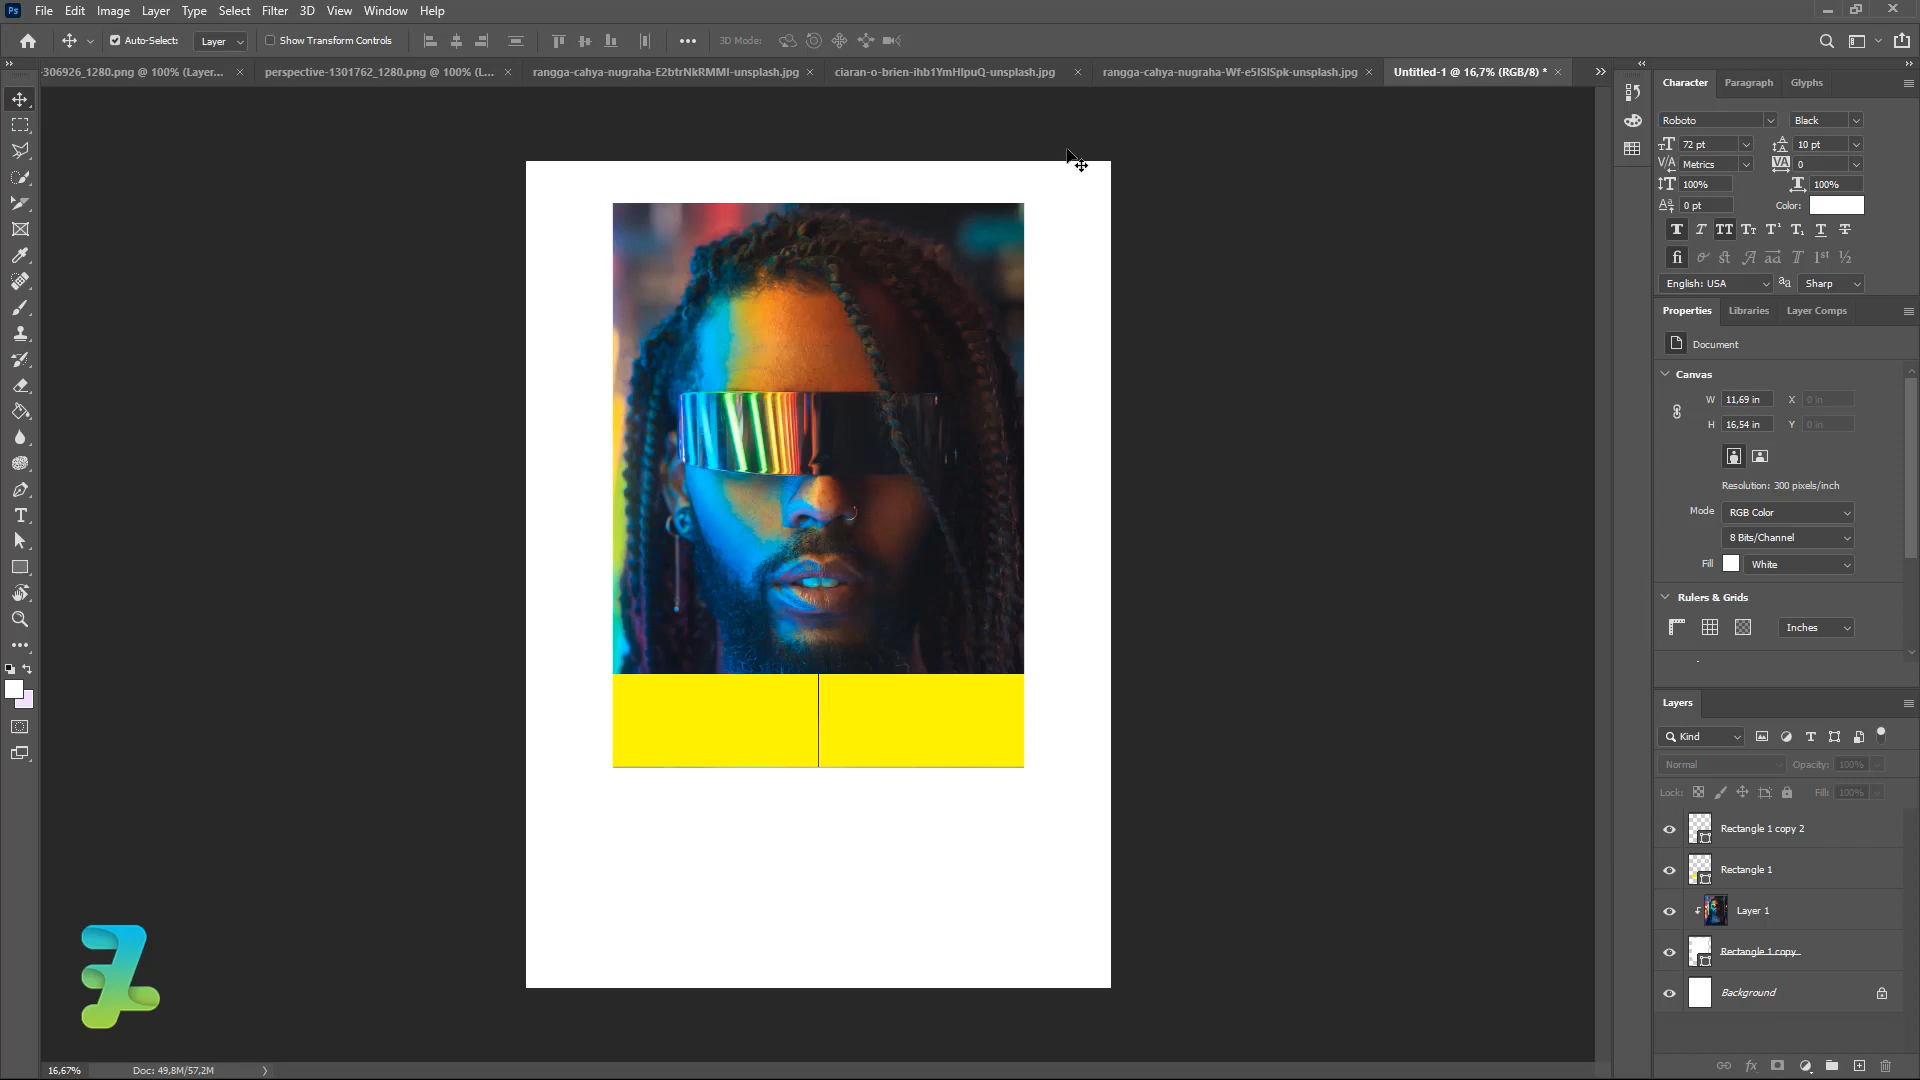 Ps File Edit Image Layer Type Select Filter 3D View Window Help
Auto-Select: Layer Show Transform Controls 3D Mode:
-306926_1280.png @ 100% (Layer... perspective-1301762_1280.png @ 100% (L... rangga-cahya-nugraha-E2btrNkRMMI-unsplash.jpg ciaran-o-brien-ihb1YmHIpuQ-unsplash.jpg rangga-cahya-nugraha-Wf-e5ISISpk-unsplash.jpg Untitled-1 @ 16,7% (RGB/8) *
Character Paragraph Glyphs
Roboto Black
72 pt 10 pt
Metrics 0
100% 100%
0 pt Color:
English: USA Sharp
Properties Libraries Layer Comps
Document
Canvas
W 11,69 in X 0 in
H 16,54 in Y 0 in
Resolution: 300 pixels/inch
Mode RGB Color
8 Bits/Channel
Fill White
Rulers & Grids
Inches
Layers
Kind
Normal Opacity: 100%
Lock: Fill: 100%
Rectangle 1 copy 2
Rectangle 1
Layer 1
Rectangle 1 copy
Background
16,67% Doc: 49,8M/57,2M